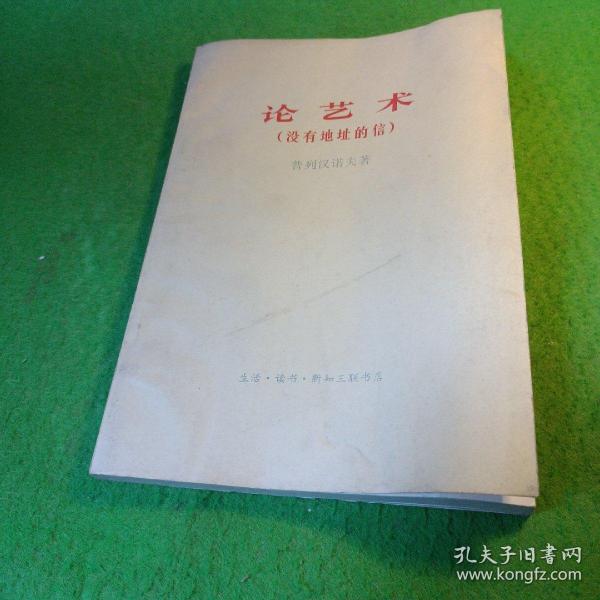 论艺术
（没有地址的信）
普列汉诺夫著
生活·读书·新知三联书店
孔夫子旧书网
www.kongfz.com